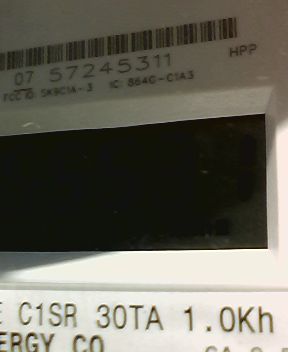 07 57245311 HPP
FCC ID: SK9C1A-3 IC: 864G-C1A3
C1SR 30TA 1.0Kh
ERGY CO